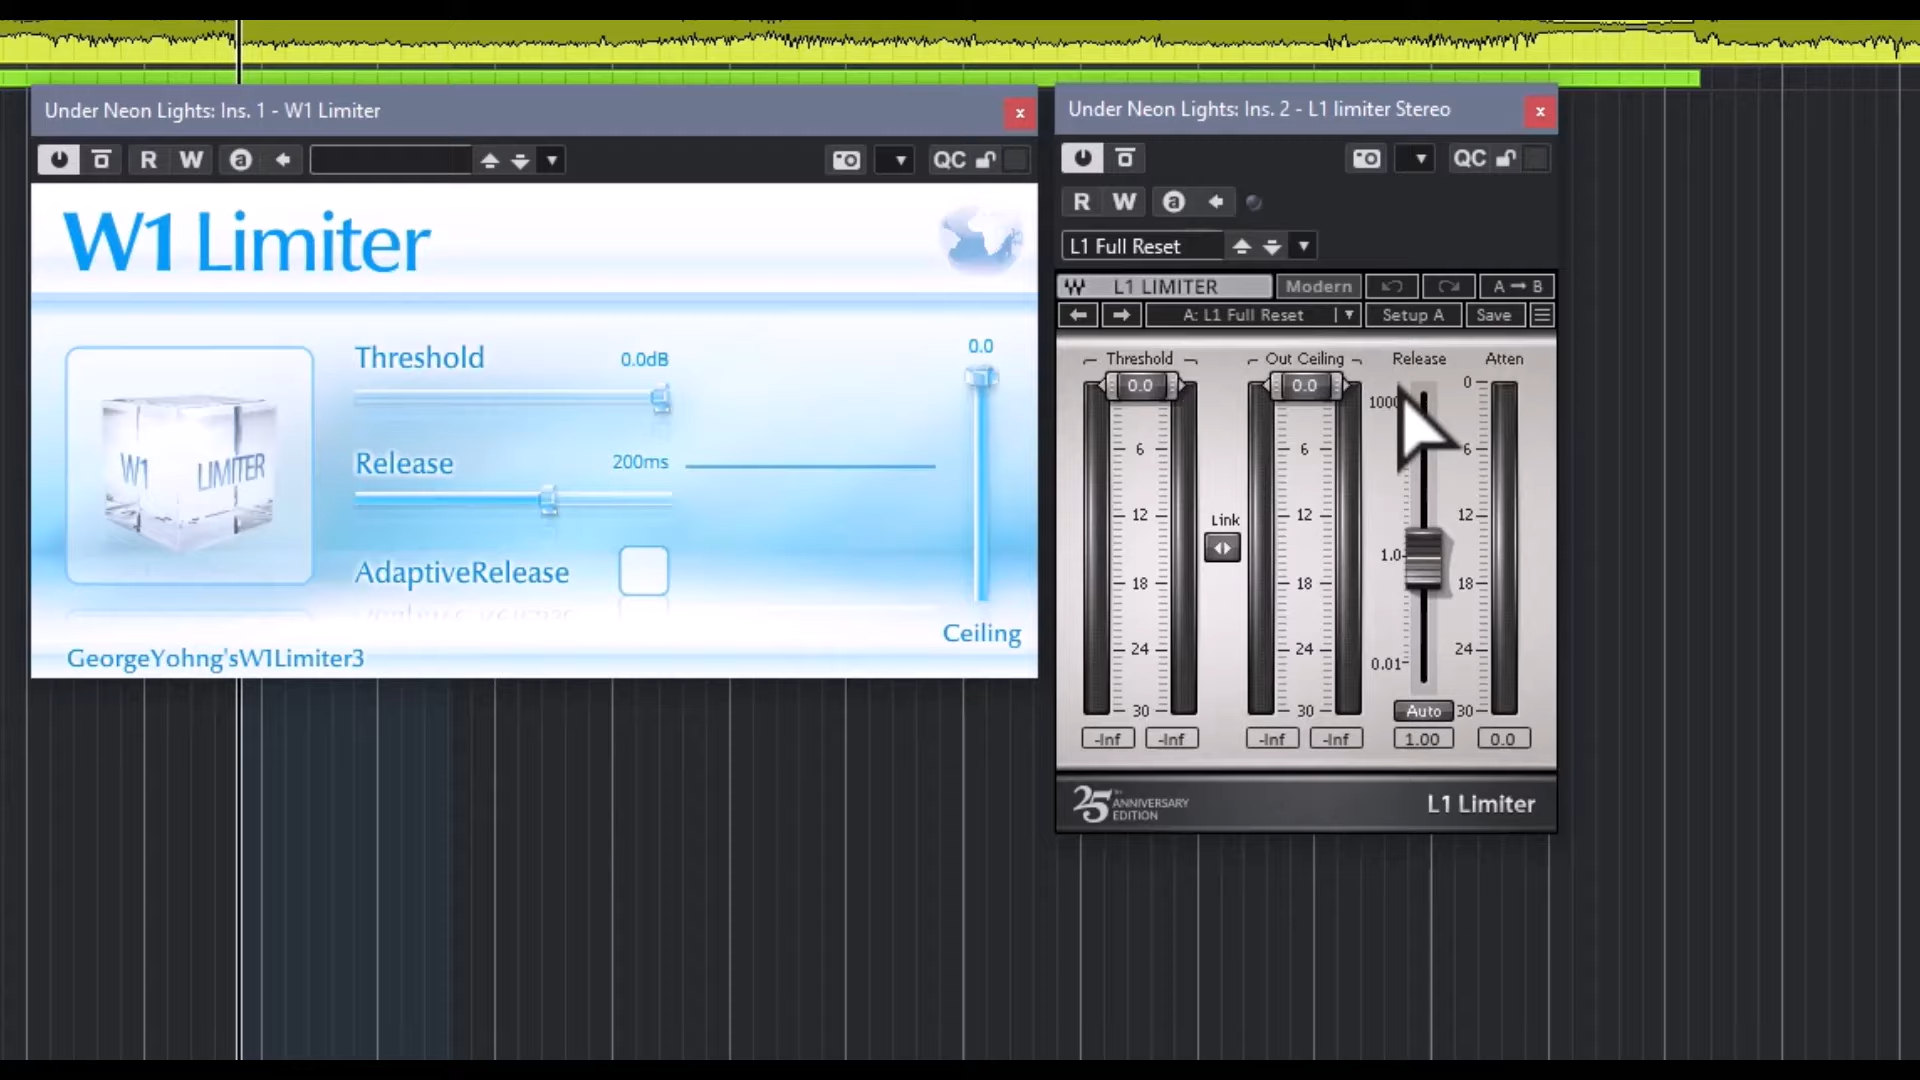 Under Neon Lights: Ins. 1 - W1 Limiter
x
R W a QC
W1 Limiter
W1 LIMITER
Threshold 0.0dB
Release 200ms
AdaptiveRelease
0.0
Ceiling
GeorgeYohng'sW1Limiter3
Under Neon Lights: Ins. 2 - L1 limiter Stereo
x
QC
R W a
L1 Full Reset
L1 LIMITER Modern A B
A: L1 Full Reset Setup A Save
Threshold Out Ceiling Release Atten
0.0 0.0 0
1000
6 6 6
12 12 12
Link
1.0
18 18 18
24 24 24
0.01
30 30 Auto 30
-Inf -Inf -Inf -Inf 1.00 0.0
25TH ANNIVERSARY
EDITION
L1 Limiter